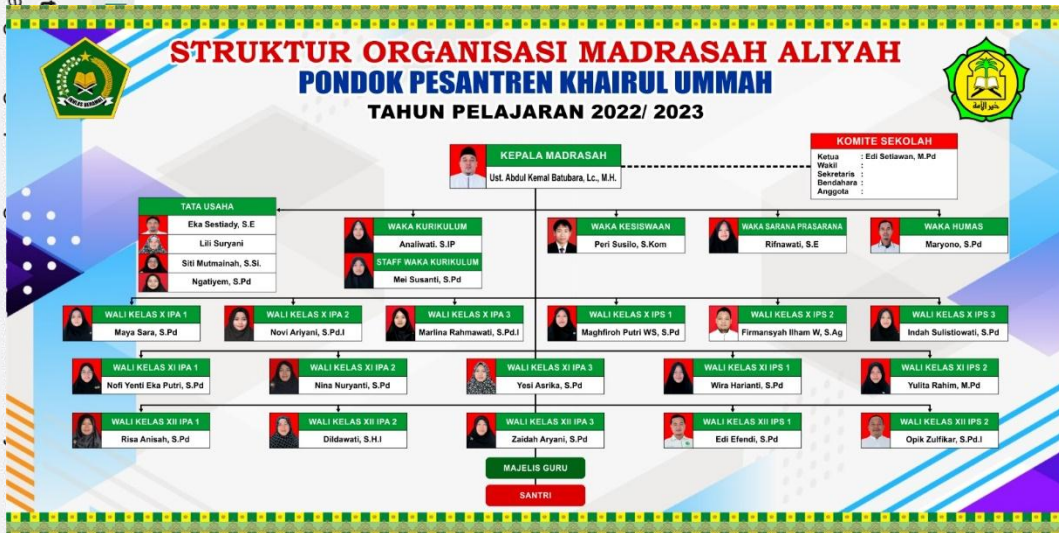 STRUKTUR ORGANISASI MADRASAH ALIYAH
PONDOK PESANTREN KHAIRUL UMMAH
TAHUN PELAJARAN 2022/ 2023
IKHLAS BERAMAL
خير الأمة
KEPALA MADRASAH
Ust. Abdul Kemal Batubara, Lc., M.H.
KOMITE SEKOLAH
Ketua : Edi Setiawan, M.Pd
Wakil :
Sekretaris :
Bendahara :
Anggota :
TATA USAHA
Eka Sestiady, S.E
Lili Suryani
Siti Mutmainah, S.Si.
Ngatiyem, S.Pd
WAKA KURIKULUM
Analiwati, S.IP
STAFF WAKA KURIKULUM
Mei Susanti, S.Pd
WAKA KESISWAAN
Peri Susilo, S.Kom
WAKA SARANA PRASARANA
Rifnawati, S.E
WAKA HUMAS
Maryono, S.Pd
WALI KELAS X IPA 1
Maya Sara, S.Pd
WALI KELAS X IPA 2
Novi Ariyani, S.Pd.I
WALI KELAS X IPA 3
Marlina Rahmawati, S.Pd.I
WALI KELAS X IPS 1
Maghfiroh Putri WS, S.Pd
WALI KELAS X IPS 2
Firmansyah Ilham W, S.Ag
WALI KELAS X IPS 3
Indah Sulistiowati, S.Pd
WALI KELAS XI IPA 1
Nofi Yenti Eka Putri, S.Pd
WALI KELAS XI IPA 2
Nina Nuryanti, S.Pd
WALI KELAS XI IPA 3
Yesi Asrika, S.Pd
WALI KELAS XI IPS 1
Wira Harianti, S.Pd
WALI KELAS XI IPS 2
Yulita Rahim, M.Pd
WALI KELAS XII IPA 1
Risa Anisah, S.Pd
WALI KELAS XII IPA 2
Dildawati, S.H.I
WALI KELAS XII IPA 3
Zaidah Aryani, S.Pd
WALI KELAS XII IPS 1
Edi Efendi, S.Pd
WALI KELAS XII IPS 2
Opik Zulfikar, S.Pd.I
MAJELIS GURU
SANTRI